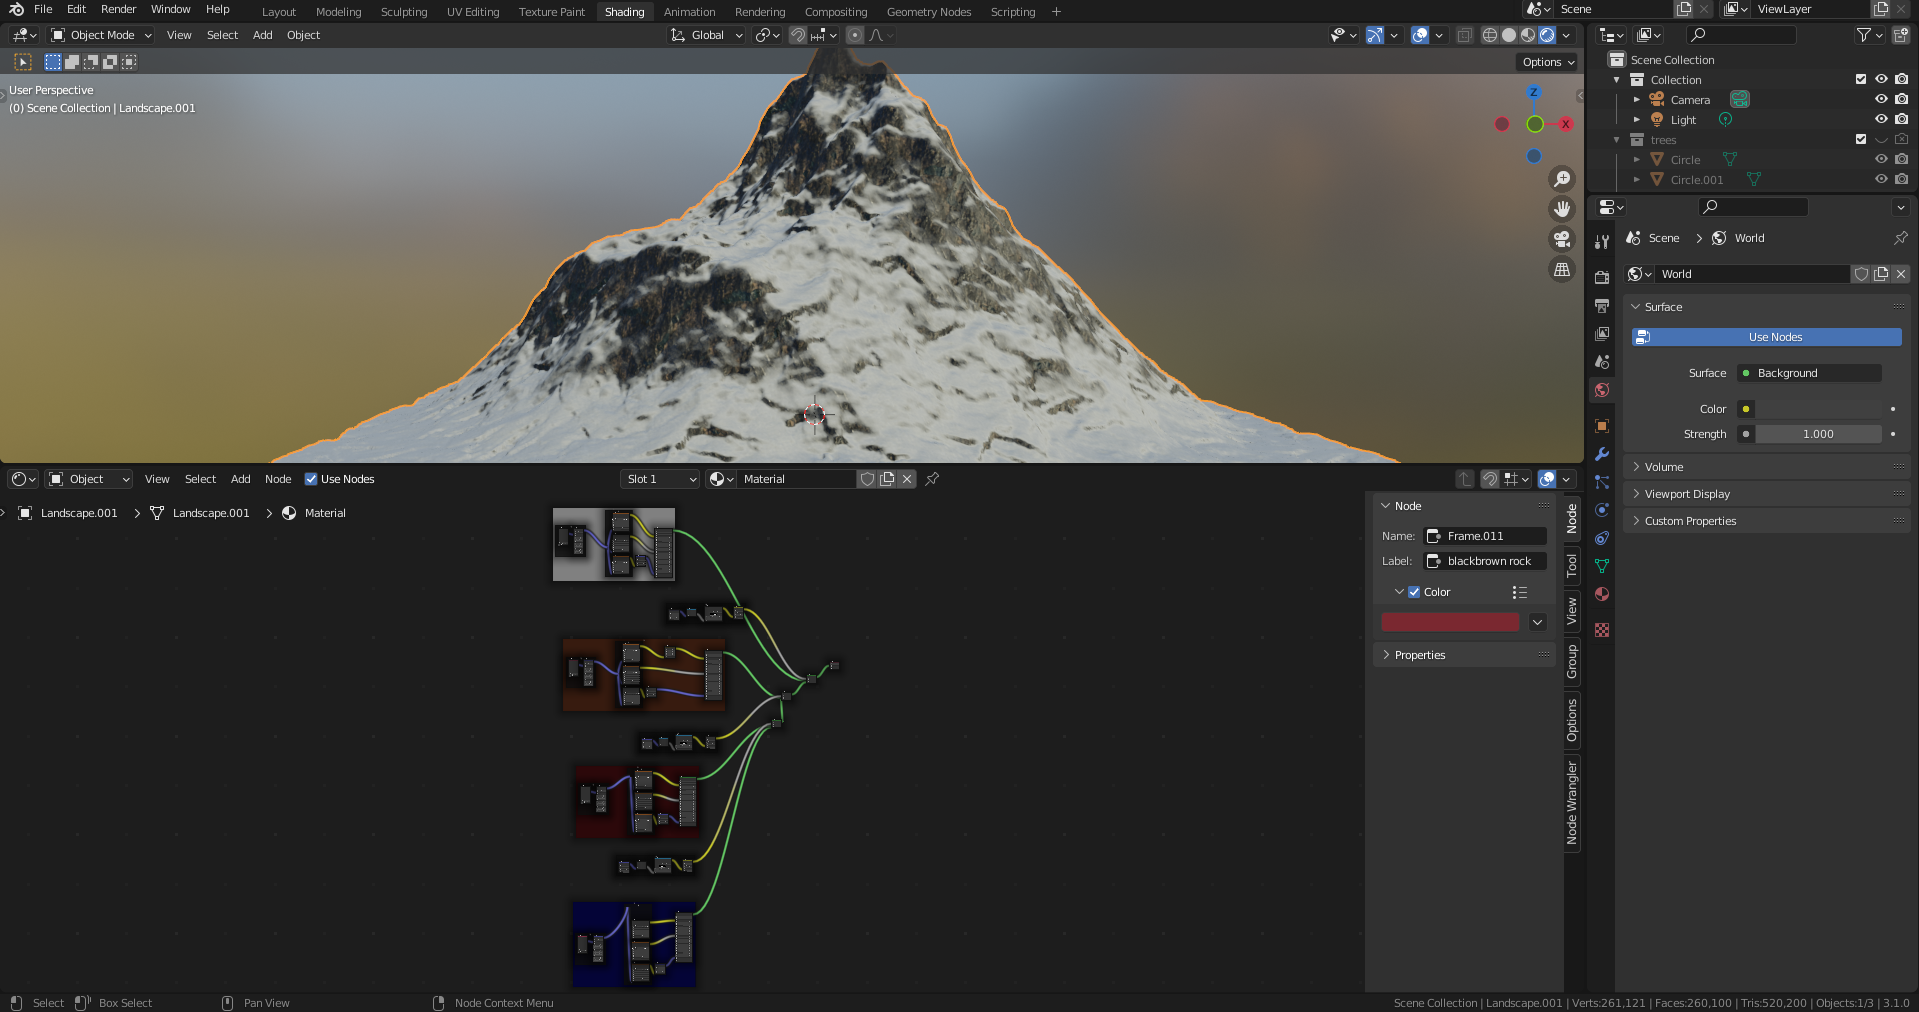 File Edit Render Window Help Layout Modeling Sculpting UV Editing Texture Paint Shading Animation Rendering Compositing Geometry Nodes Scripting + Scene ViewLayer
Object Mode View Select Add Object Global
Options
User Perspective
(0) Scene Collection | Landscape.001
Z
X
Scene Collection
Collection
Camera
Light
trees
Circle
Circle.001
Scene > World
World
Surface
Use Nodes
Surface Background
Color
Strength 1.000
Volume
Viewport Display
Custom Properties
Object View Select Add Node Use Nodes Slot 1 Material
Landscape.001 > Landscape.001 > Material
Node
Name: Frame.011
Label: blackbrown rock
Color
Properties
Node
Tool
View
Group
Options
Node Wrangler
Select Box Select Pan View Node Context Menu Scene Collection | Landscape.001 | Verts:261,121 | Faces:260,100 | Tris:520,200 | Objects:1/3 | 3.1.0